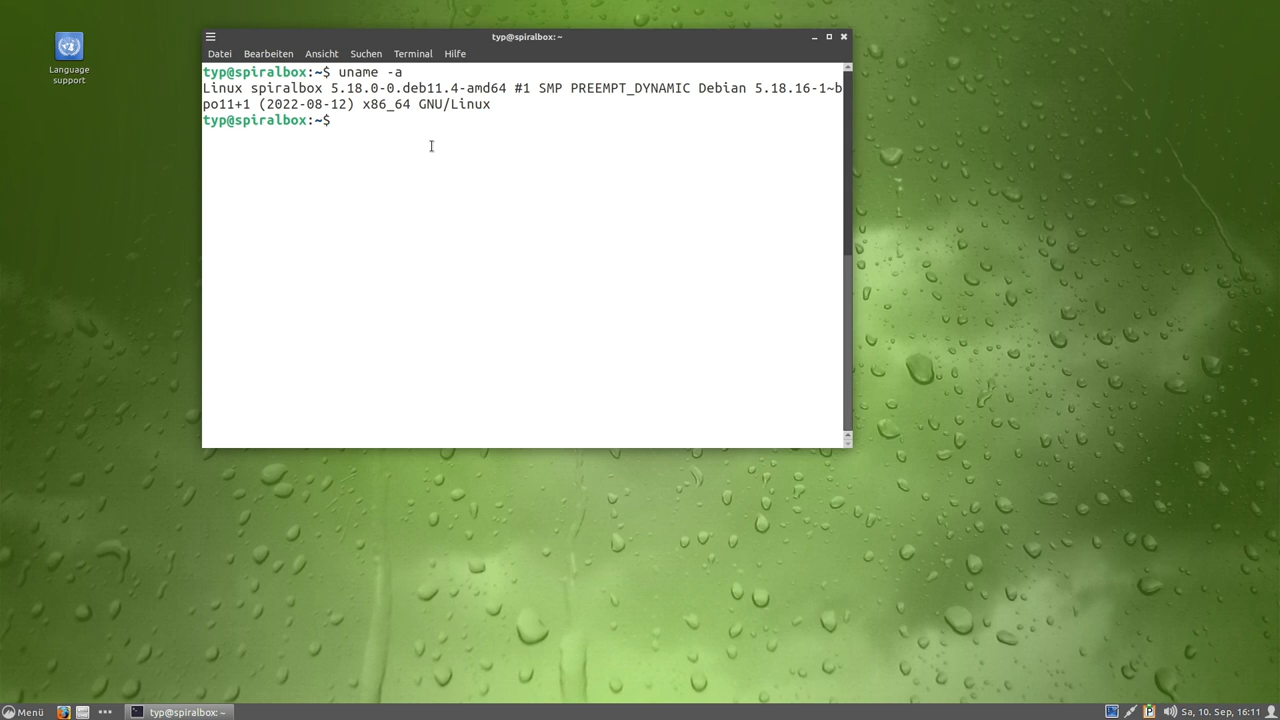 Language
support
typ@spiralbox:~
Datei Bearbeiten Ansicht Suchen Terminal Hilfe
typ@spiralbox:~$ uname -a
Linux spiralbox 5.18.0-0.deb11.4-amd64 #1 SMP PREEMPT_DYNAMIC Debian 5.18.16-1~b
po11+1 (2022-08-12) x86_64 GNU/Linux
typ@spiralbox:~$
Menü typ@spiralbox: ~ Sa, 10. Sep, 16:11